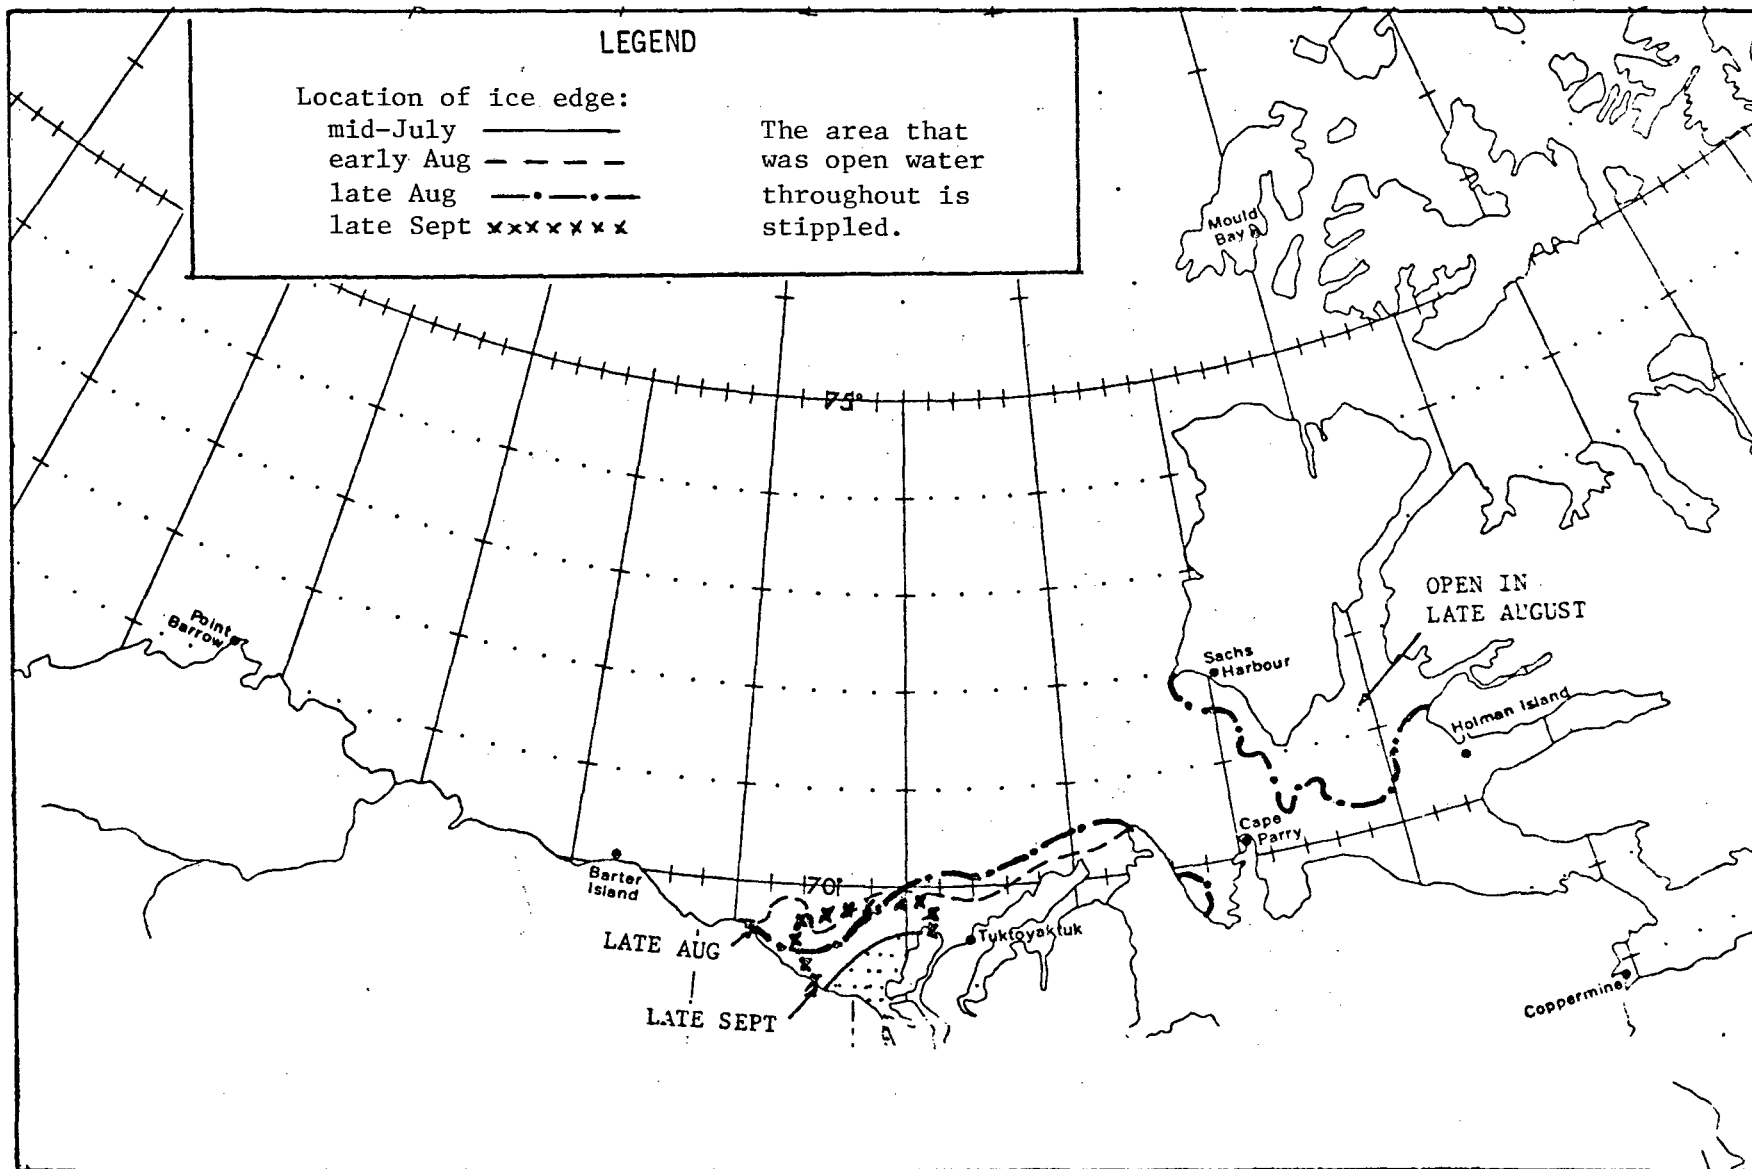 LEGEND
Location of ice edge:
mid-July
early Aug
late Aug
late Sept
The area that
was open water
throughout is
stippled.
Mould
Bay
75°
OPEN IN
LATE AUGUST
Point
Barrow
Sachs
Harbour
Holman Island
Cape
Parry
Barter
Island
70°
LATE AUG
Tuktoyaktuk
LATE SEPT
Coppermine